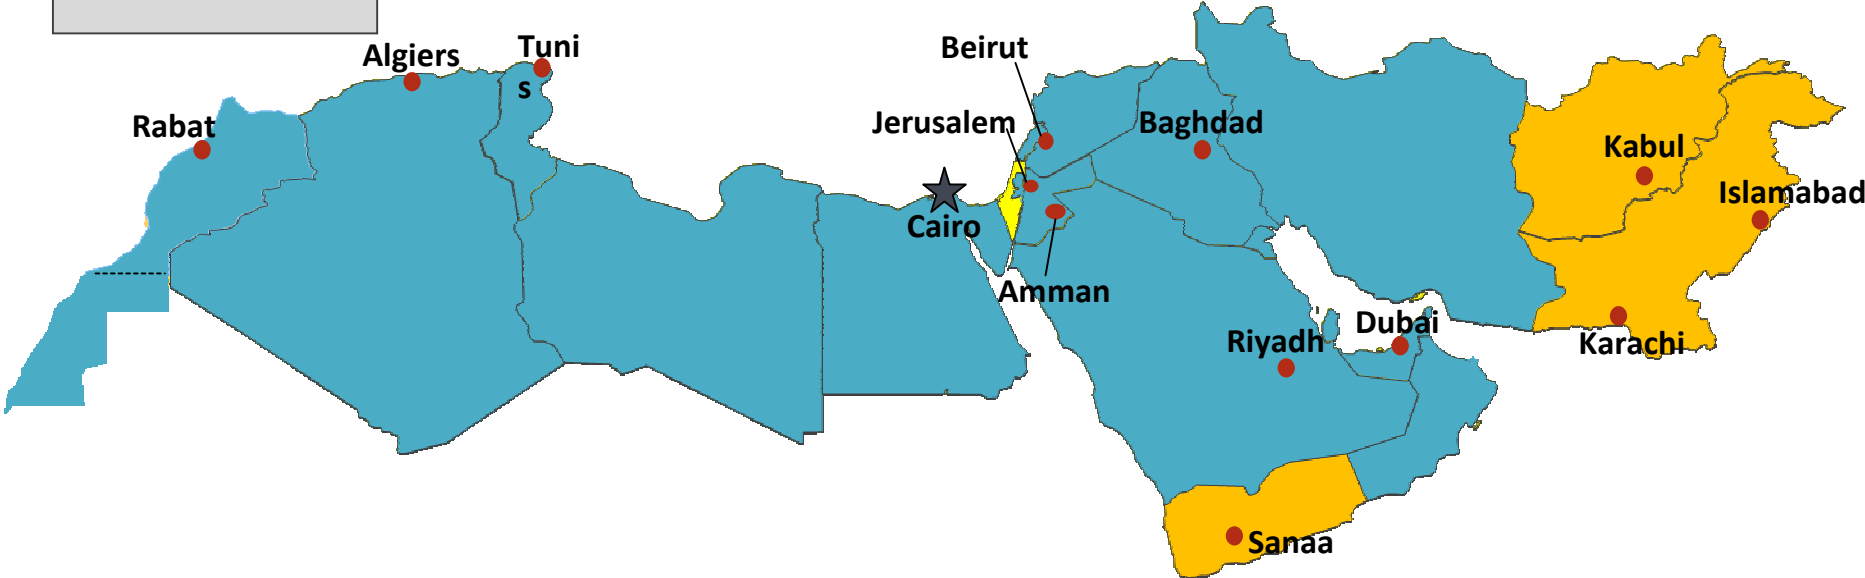 Tuni
s
Algiers
Rabat
Beirut
Jerusalem
Baghdad
Cairo
Amman
Kabul
Islamabad
Riyadh
Dubai
Karachi
Sanaa